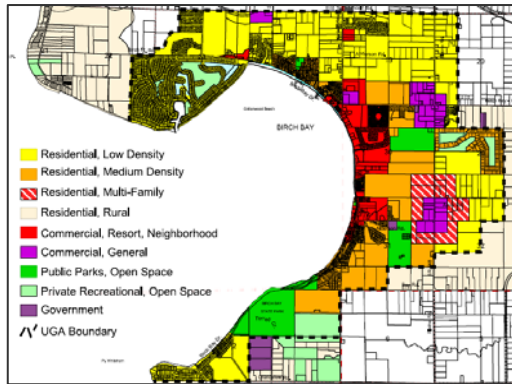 BIRCH BAY
Residential, Low Density
Residential, Medium Density
Residential, Multi-Family
Residential, Rural
Commercial, Resort, Neighborhood
Commercial, General
Public Parks, Open Space
Private Recreational, Open Space
Government
UGA Boundary